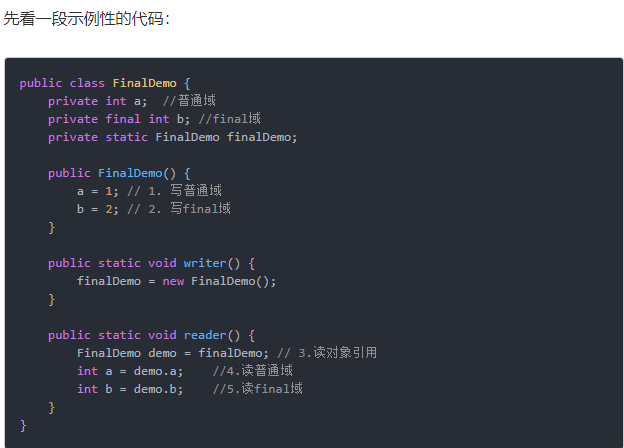 先看一段示例性的代码：
public class FinalDemo {
    private int a;  //普通域
    private final int b; //final域
    private static FinalDemo finalDemo;

    public FinalDemo() {
        a = 1; // 1. 写普通域
        b = 2; // 2. 写final域
    }

    public static void writer() {
        finalDemo = new FinalDemo();
    }

    public static void reader() {
        FinalDemo demo = finalDemo; // 3.读对象引用
        int a = demo.a;    //4.读普通域
        int b = demo.b;    //5.读final域
    }
}